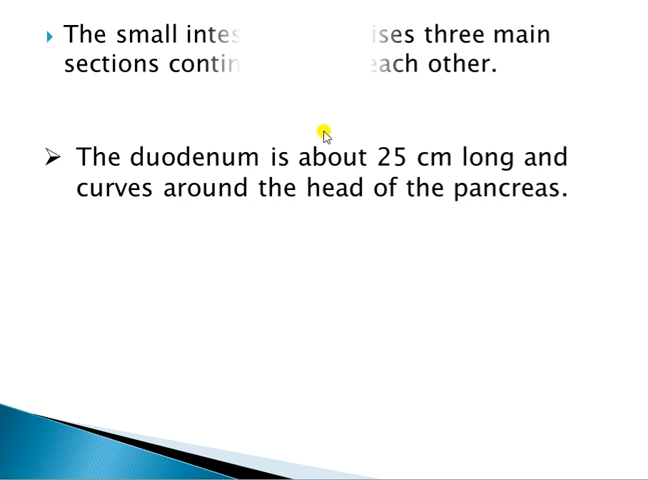 The small intes ises three main
sections contin each other.
The duodenum is about 25 cm long and
curves around the head of the pancreas.